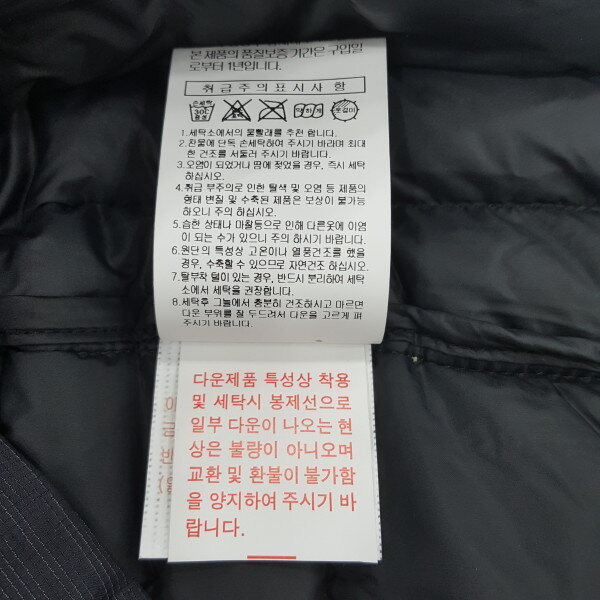 본 제품의 품질보증 기간은 구입일
로부터 1년입니다.
취급주의표시사항
손세탁
30℃
중성
약하게
옷걸이
1.세탁소에서의 물빨래를 추천 합니다.
2.찬물에 단독 손세탁하여 주시기 바라며 최대
한 건조를 서둘러 주시기 바랍니다.
3.오염이 되었거나 땀에 젖었을 경우, 즉시 세탁
하십시오.
4.취급 부주의로 인한 탈색 및 오염 등 제품의
형태 변질 및 수축된 제품은 보상이 불가능
하오니 주의 하십시오.
5.습한 상태나 마찰등으로 인해 다른옷에 이염
이 되는 수가 있으니 주의 하시기 바랍니다.
6.원단의 특성상 고온이나 열풍건조를 했을
경우, 수축할 수 있으므로 자연건조 하십시오.
7.탈부착 털이 있는 경우, 반드시 분리하여 세탁
소에서 세탁을 권장합니다.
8.세탁후 그늘에서 충분히 건조하시고 마르면
다운 부위를 잘 두드려서 다운을 고르게 펴
주시기 바랍니다.
다운제품 특성상 착용
및 세탁시 봉제선으로
일부 다운이 나오는 현
상은 불량이 아니오며
교환 및 환불이 불가함
을 양지하여 주시기 바
랍니다.